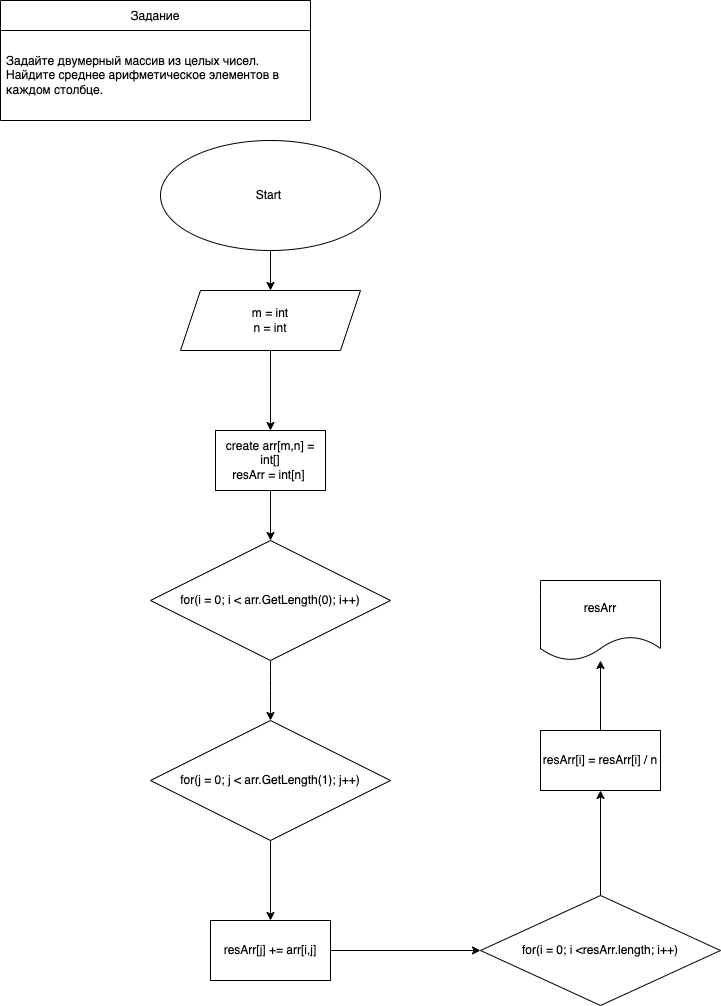 Задание
Задайте двумерный массив из целых чисел.
Найдите среднее арифметическое элементов в
каждом столбце.
Start
m = int
n = int
create arr[m,n] =
int[]
resArr = int[n]
for(i = 0; i < arr.GetLength(0); i++)
for(j = 0; j < arr.GetLength(1); j++)
resArr[j] += arr[i,j]
for(i = 0; i <resArr.length; i++)
resArr[i] = resArr[i] / n
resArr